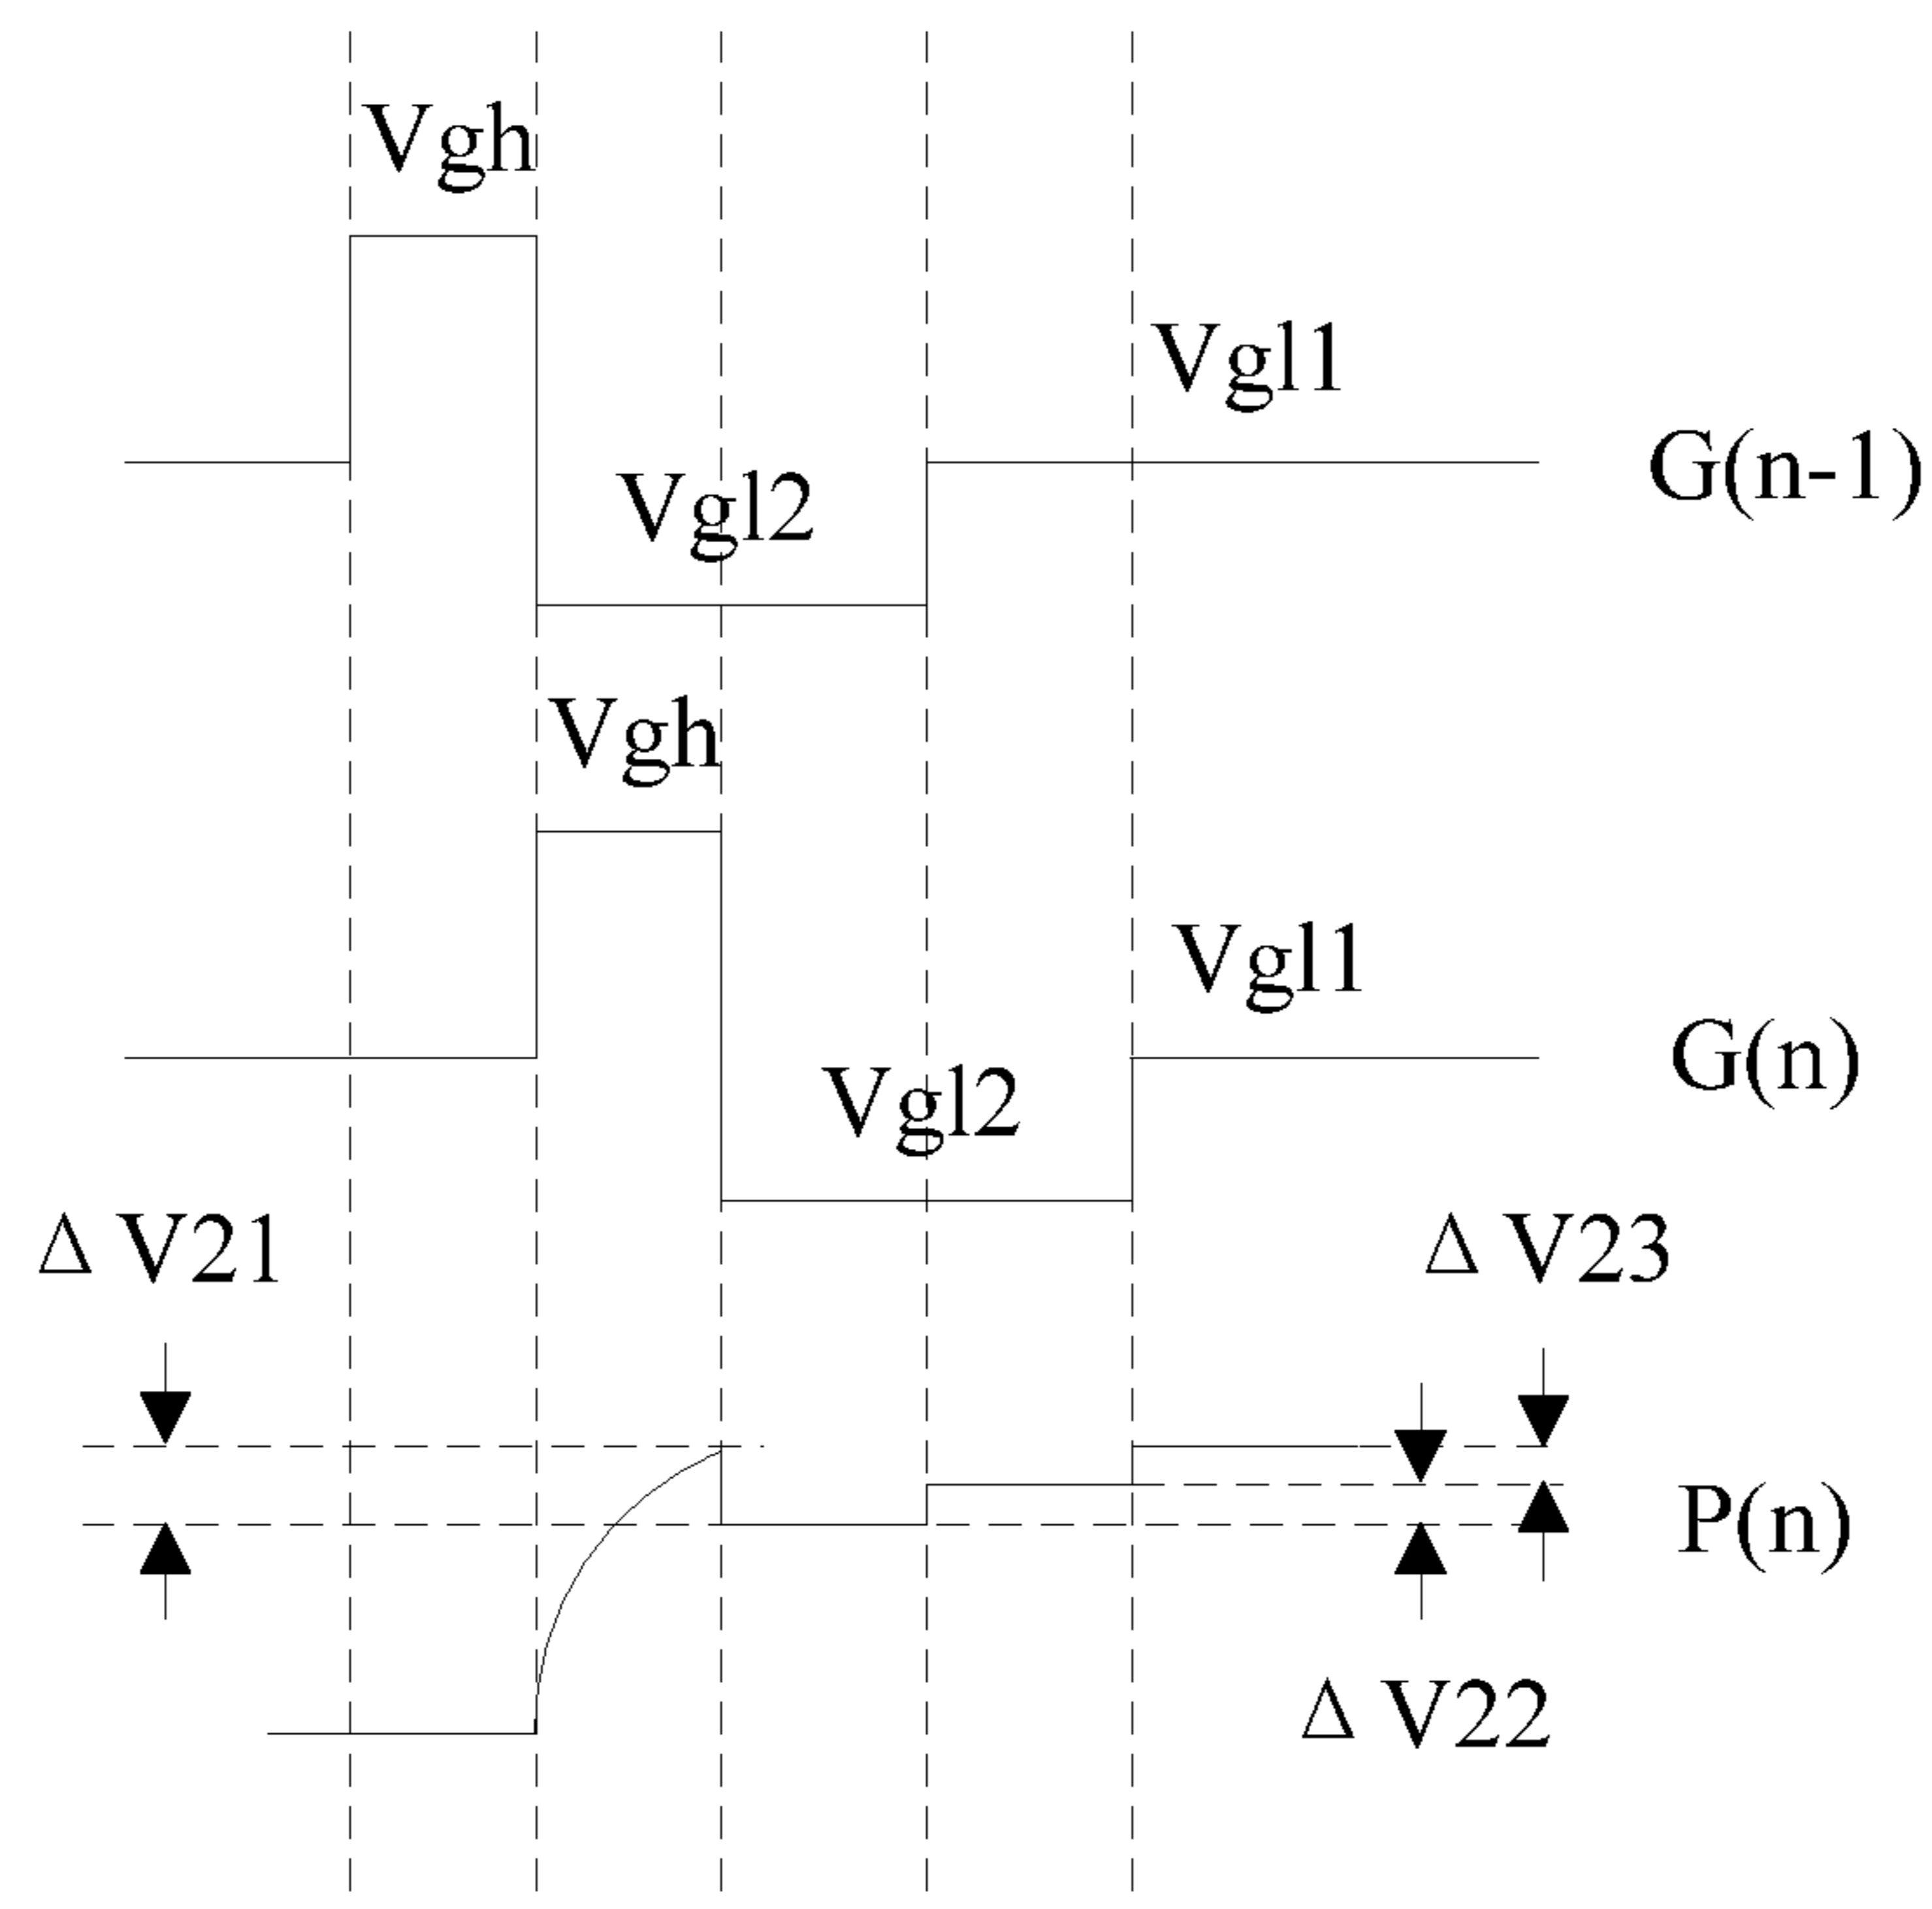 Vgh
Vgl1
G(n-1)
Vgl2
Vgh
Vgl1
G(n)
Vgl2
Δ V21
Δ V23
P(n)
Δ V22